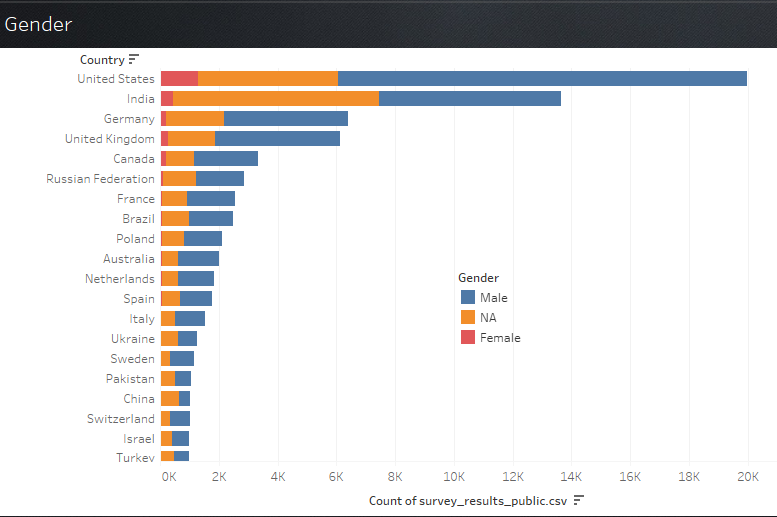 Gender
Country
United States
India
Germany
United Kingdom
Canada
Russian Federation
France
Brazil
Poland
Australia
Netherlands
Spain
Italy
Ukraine
Sweden
Pakistan
China
Switzerland
Israel
Turkey
Gender
Male
NA
Female
0K 2K 4K 6K 8K 10K 12K 14K 16K 18K 20K
Count of survey_results_public.csv